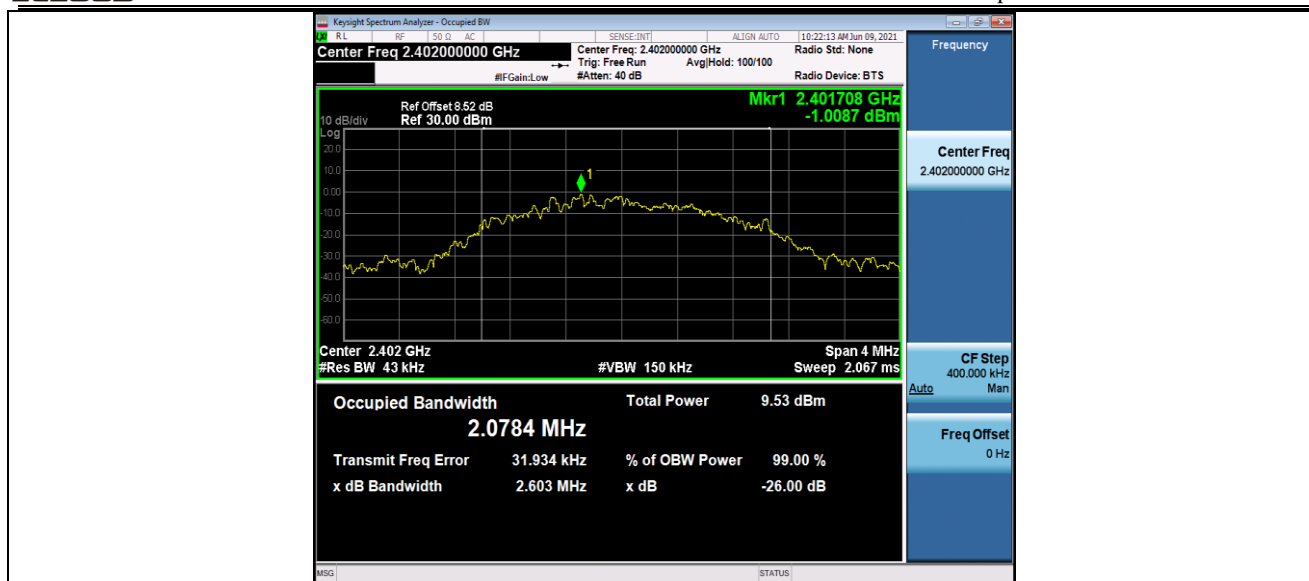 Keysight Spectrum Analyzer - Occupied BW
RL RF 50 Ω AC SENSE:INT ALIGN AUTO 10:22:13 AM Jun 09, 2021
Center Freq 2.402000000 GHz
Center Freq: 2.402000000 GHz Radio Std: None
Trig: Free Run Avg|Hold: 100/100
#IFGain:Low #Atten: 40 dB Radio Device: BTS
Mkr1 2.401708 GHz
-1.0087 dBm
Ref Offset 8.52 dB
10 dB/div Ref 30.00 dBm
Log
20.0
10.0
0.00
-10.0
-20.0
-30.0
-40.0
-50.0
-60.0
1
Center 2.402 GHz Span 4 MHz
#Res BW 43 kHz #VBW 150 kHz Sweep 2.067 ms
Occupied Bandwidth Total Power 9.53 dBm
2.0784 MHz
Transmit Freq Error 31.934 kHz % of OBW Power 99.00 %
x dB Bandwidth 2.603 MHz x dB -26.00 dB
MSG STATUS
Frequency
Center Freq
2.402000000 GHz
CF Step
400.000 kHz
Auto Man
Freq Offset
0 Hz